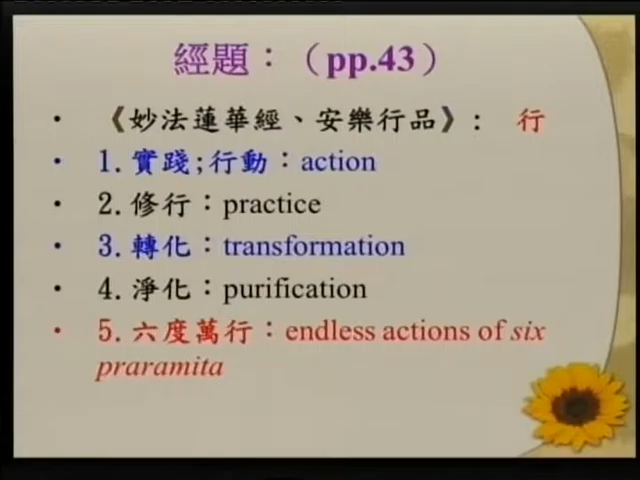 經題：（pp.43）
• 《妙法蓮華經、安樂行品》: 行
• 1.實踐;行動：action
• 2.修行：practice
• 3.轉化：transformation
• 4.淨化：purification
• 5.六度萬行：endless actions of six
praramita